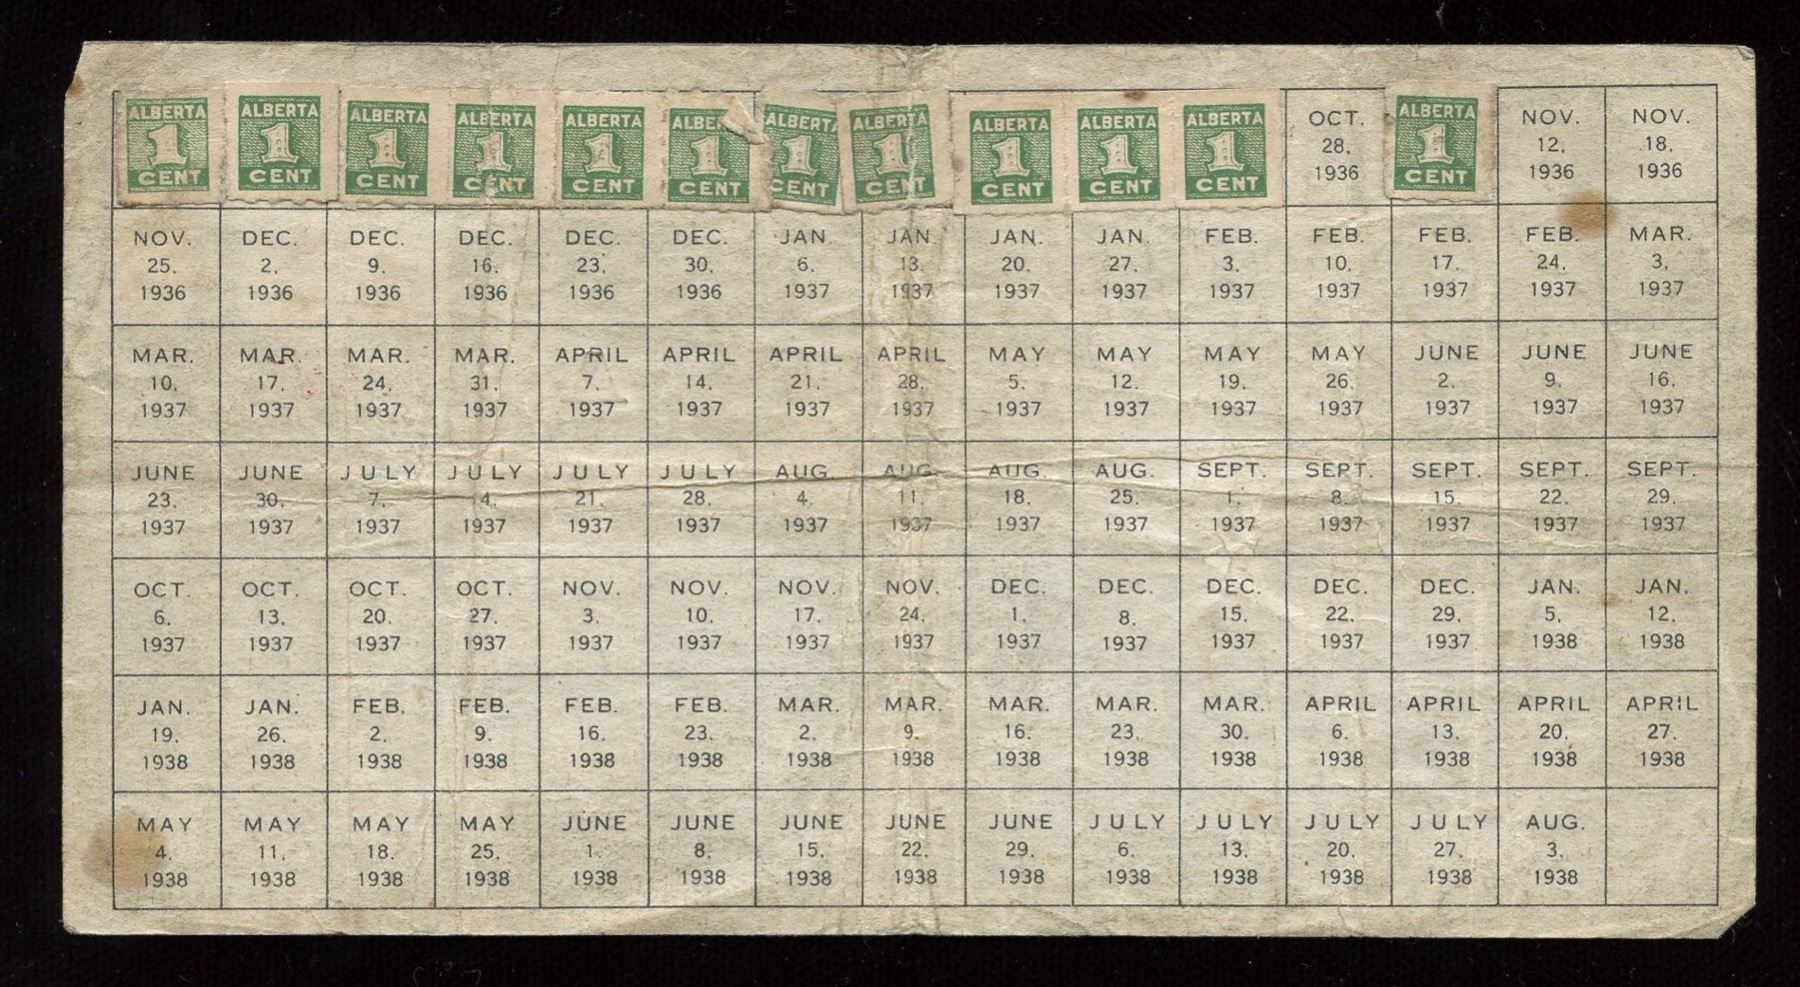 ALBERTA ALBERTA ALBERTA ALBERTA ALBERTA ALBE ALBERTA ALBERTA ALBERTA ALBERTA ALBERTA OCT. ALBERTA NOV. NOV.
1 1 1 1 1 1 1 1 1 1 1 28, 1 12, 18,
CENT CENT CENT CENT CENT CENT CENT CENT CENT CENT CENT 1936 CENT 1936 1936
NOV. DEC. DEC. DEC. DEC. DEC. JAN. JAN. JAN. JAN. FEB. FEB. FEB. FEB. MAR.
25, 2, 9, 16, 23, 30, 6, 13, 20, 27, 3, 10, 17, 24, 3,
1936 1936 1936 1936 1936 1936 1937 1937 1937 1937 1937 1937 1937 1937 1937
MAR. MAR. MAR. MAR. APRIL APRIL APRIL APRIL MAY MAY MAY MAY JUNE JUNE JUNE
10, 17, 24, 31, 7, 14, 21, 28, 5, 12, 19, 26, 2, 9, 16,
1937 1937 1937 1937 1937 1937 1937 1937 1937 1937 1937 1937 1937 1937 1937
JUNE JUNE JULY JULY JULY JULY AUG. AUG. AUG. AUG. SEPT. SEPT. SEPT. SEPT. SEPT.
23, 30, 7, 14, 21, 28, 4, 11, 18, 25, 1, 8, 15, 22, 29,
1937 1937 1937 1937 1937 1937 1937 1937 1937 1937 1937 1937 1937 1937 1937
OCT. OCT. OCT. OCT. NOV. NOV. NOV. NOV. DEC. DEC. DEC. DEC. DEC. JAN. JAN.
6, 13, 20, 27, 3, 10, 17, 24, 1, 8, 15, 22, 29, 5, 12,
1937 1937 1937 1937 1937 1937 1937 1937 1937 1937 1937 1937 1937 1938 1938
JAN. JAN. FEB. FEB. FEB. FEB. MAR. MAR. MAR. MAR. MAR. APRIL APRIL APRIL APRIL
19, 26, 2, 9, 16, 23, 2, 9, 16, 23, 30, 6, 13, 20, 27,
1938 1938 1938 1938 1938 1938 1938 1938 1938 1938 1938 1938 1938 1938 1938
MAY MAY MAY MAY JUNE JUNE JUNE JUNE JUNE JULY JULY JULY JULY AUG.
4, 11, 18, 25, 1, 8, 15, 22, 29, 6, 13, 20, 27, 3,
1938 1938 1938 1938 1938 1938 1938 1938 1938 1938 1938 1938 1938 1938